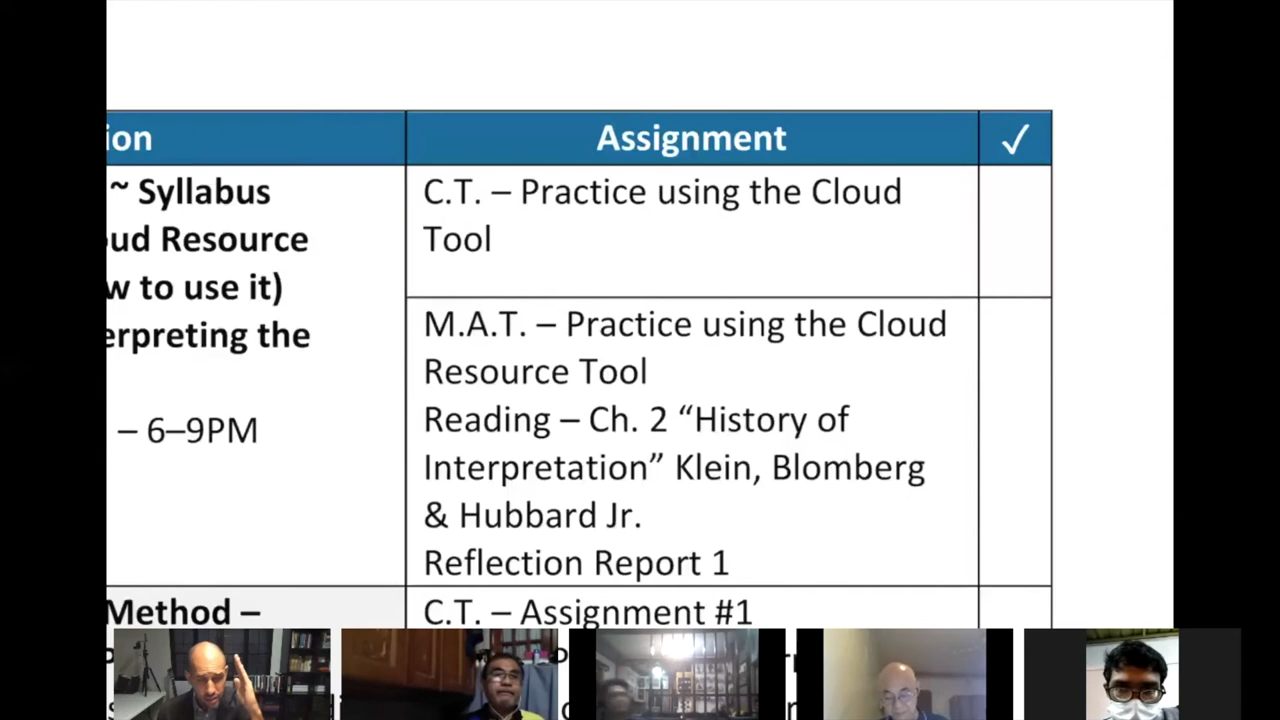 ion
Assignment
✓
~ Syllabus
oud Resource
w to use it)
erpreting the
– 6–9PM
C.T. – Practice using the Cloud
Tool
M.A.T. – Practice using the Cloud
Resource Tool
Reading – Ch. 2 “History of
Interpretation” Klein, Blomberg
& Hubbard Jr.
Reflection Report 1
Method –
C.T. – Assignment #1